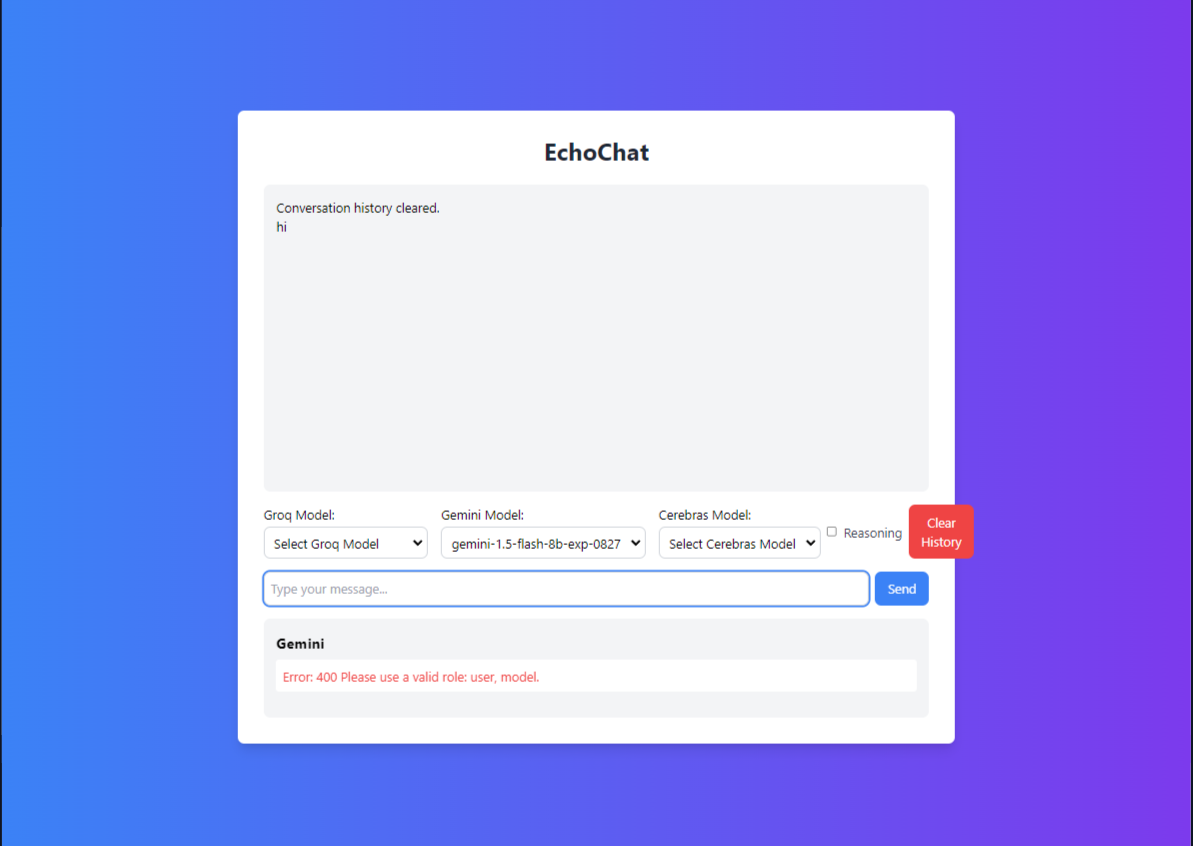 EchoChat
Conversation history cleared.
hi
Groq Model:
Gemini Model:
Cerebras Model:
Select Groq Model
gemini-1.5-flash-8b-exp-0827
Select Cerebras Model
Reasoning
Clear
History
Type your message...
Send
Gemini
Error: 400 Please use a valid role: user, model.